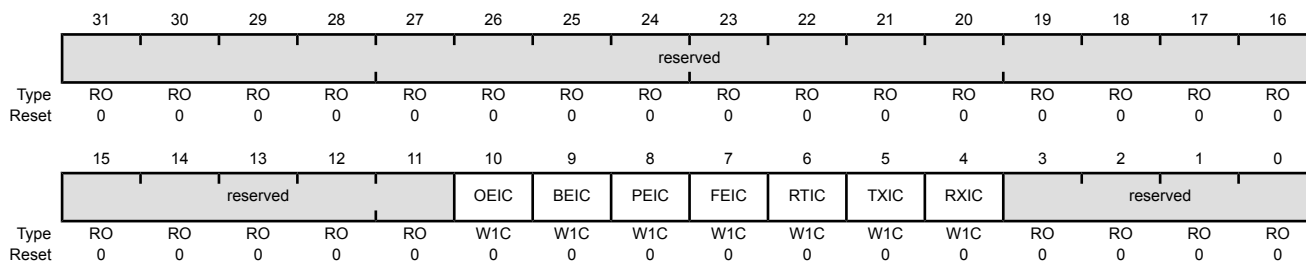 31 30 29 28 27 26 25 24 23 22 21 20 19 18 17 16
reserved
Type RO RO RO RO RO RO RO RO RO RO RO RO RO RO RO RO
Reset 0 0 0 0 0 0 0 0 0 0 0 0 0 0 0 0
15 14 13 12 11 10 9 8 7 6 5 4 3 2 1 0
reserved OEIC BEIC PEIC FEIC RTIC TXIC RXIC reserved
Type RO RO RO RO RO W1C W1C W1C W1C W1C W1C W1C RO RO RO RO
Reset 0 0 0 0 0 0 0 0 0 0 0 0 0 0 0 0